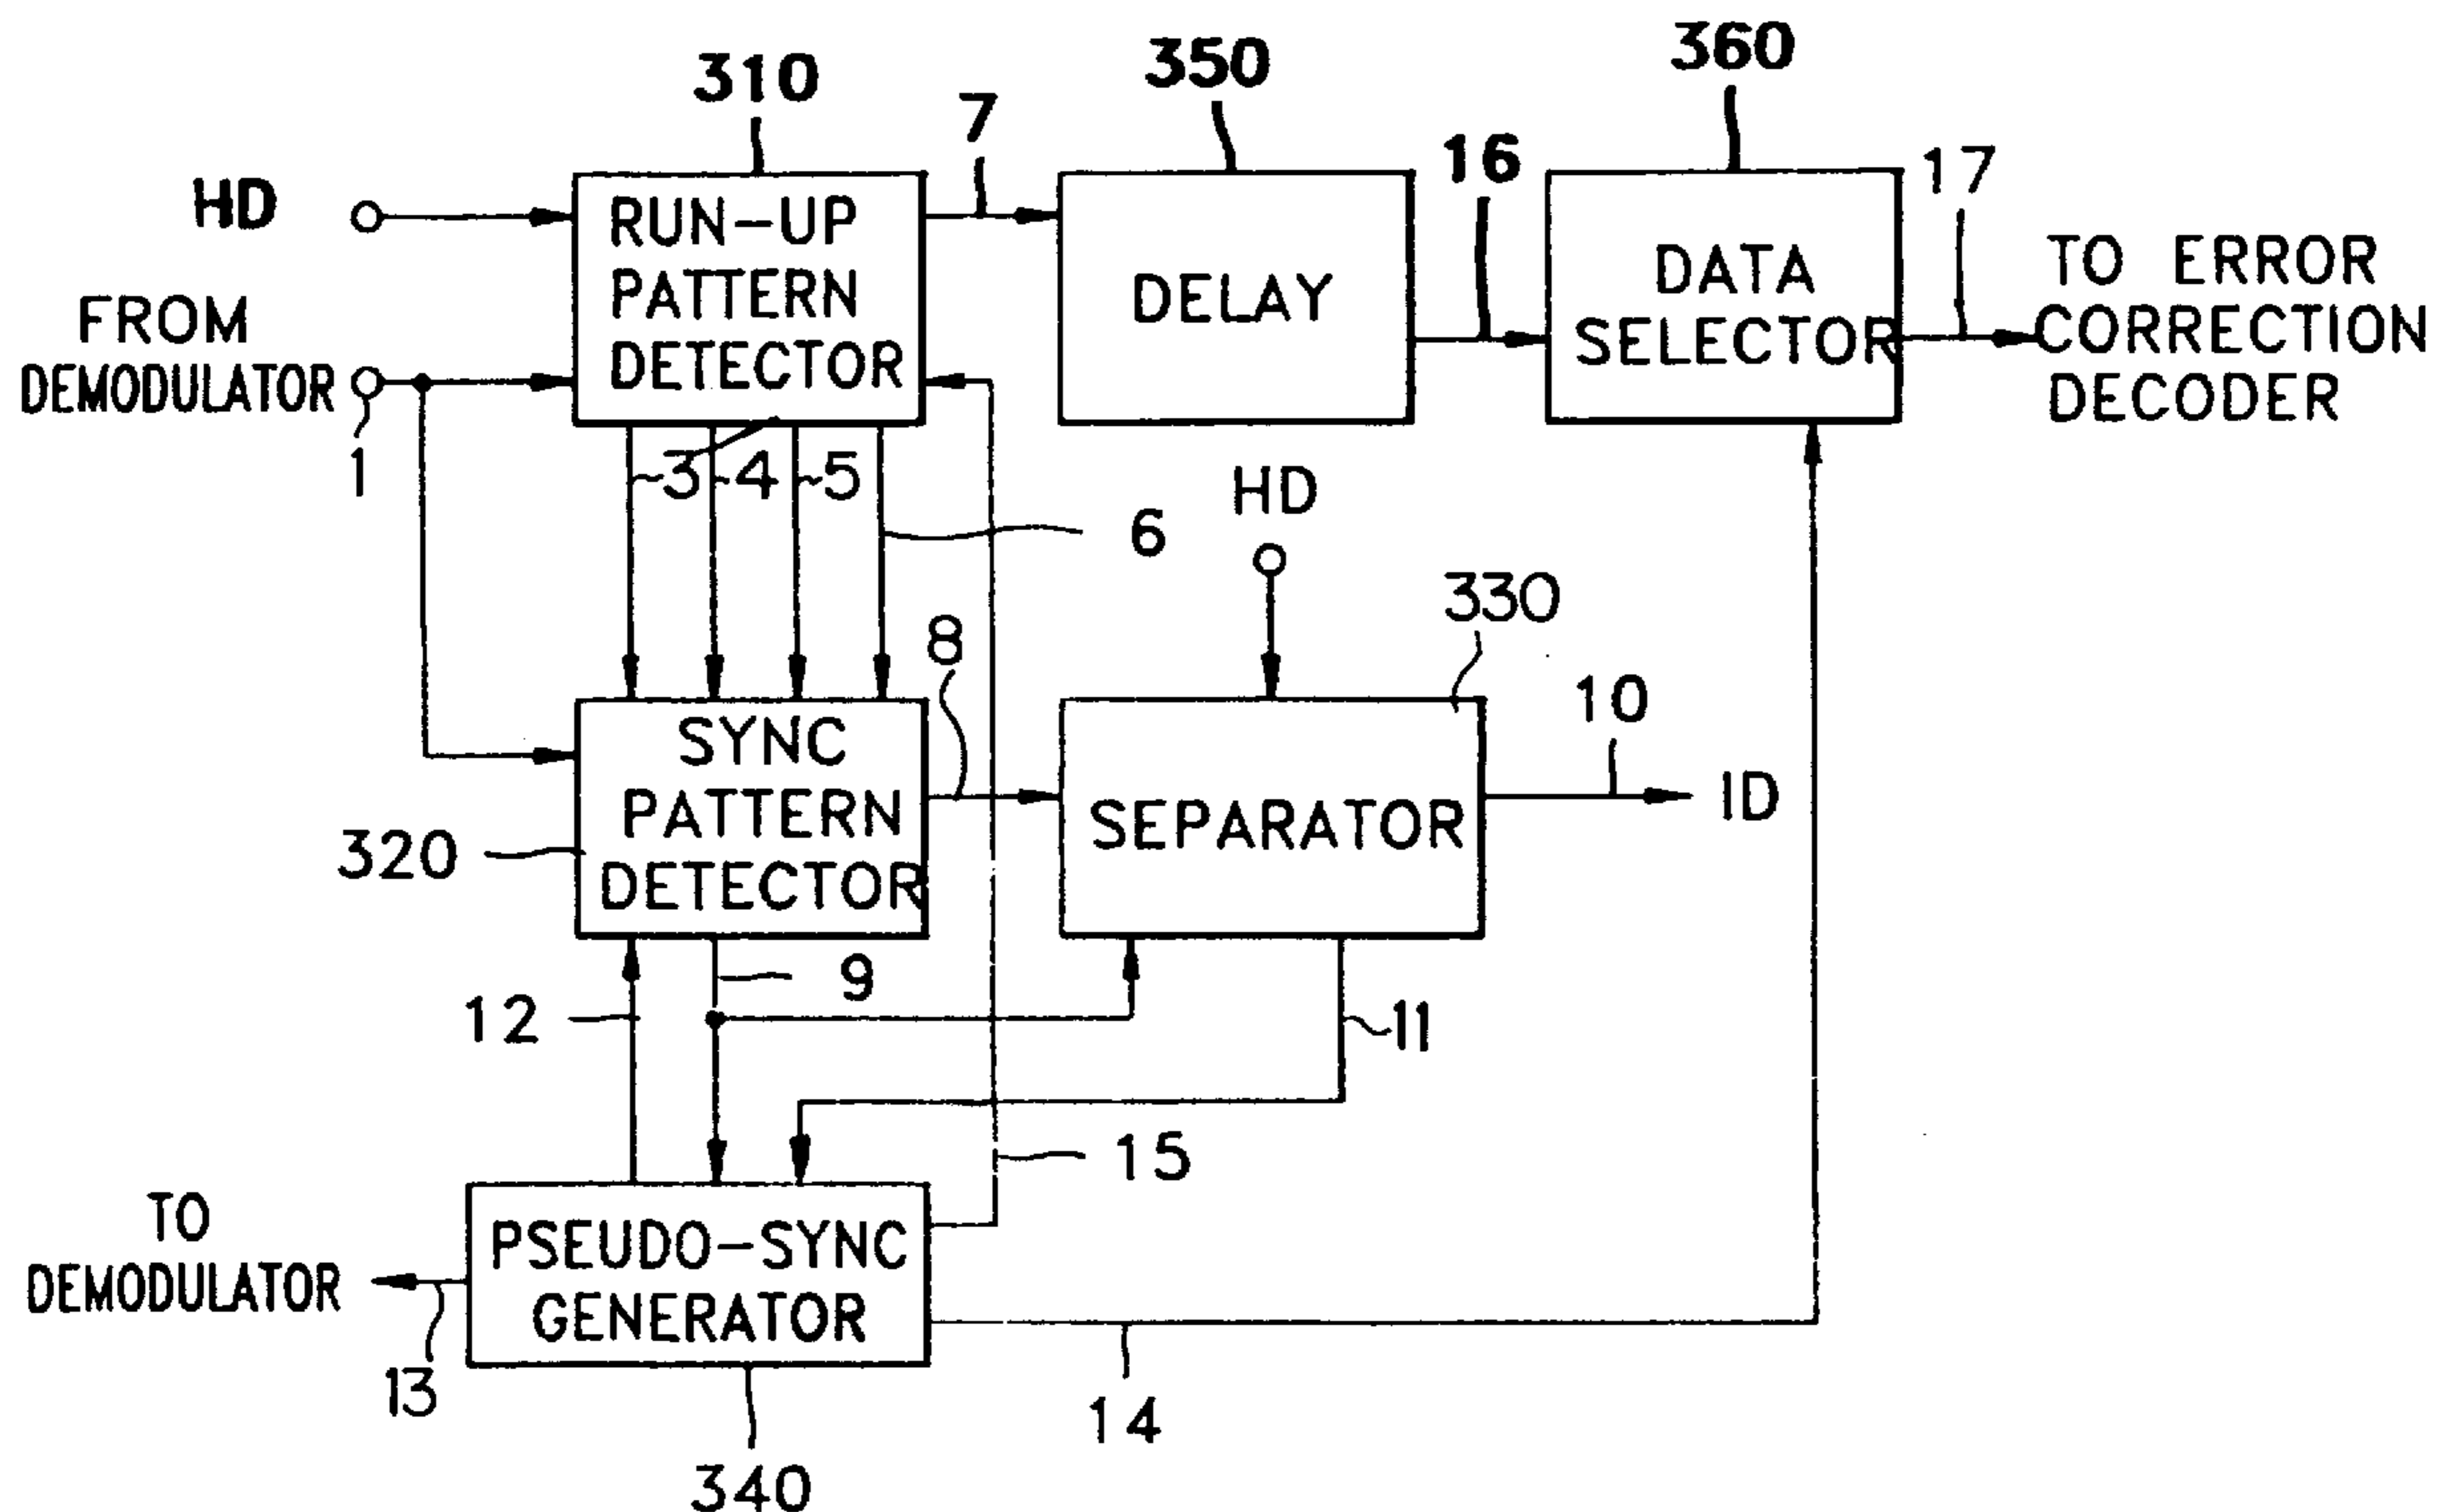 310
7
350
360
16
17
HD
RUN-UP
PATTERN
DETECTOR
DELAY
DATA
SELECTOR
TO ERROR
CORRECTION
DECODER
FROM
DEMODULATOR
1
3
4
5
6
HD
330
8
10
SYNC
PATTERN
DETECTOR
SEPARATOR
ID
320
9
12
11
15
TO
DEMODULATOR
PSEUDO-SYNC
GENERATOR
13
14
340